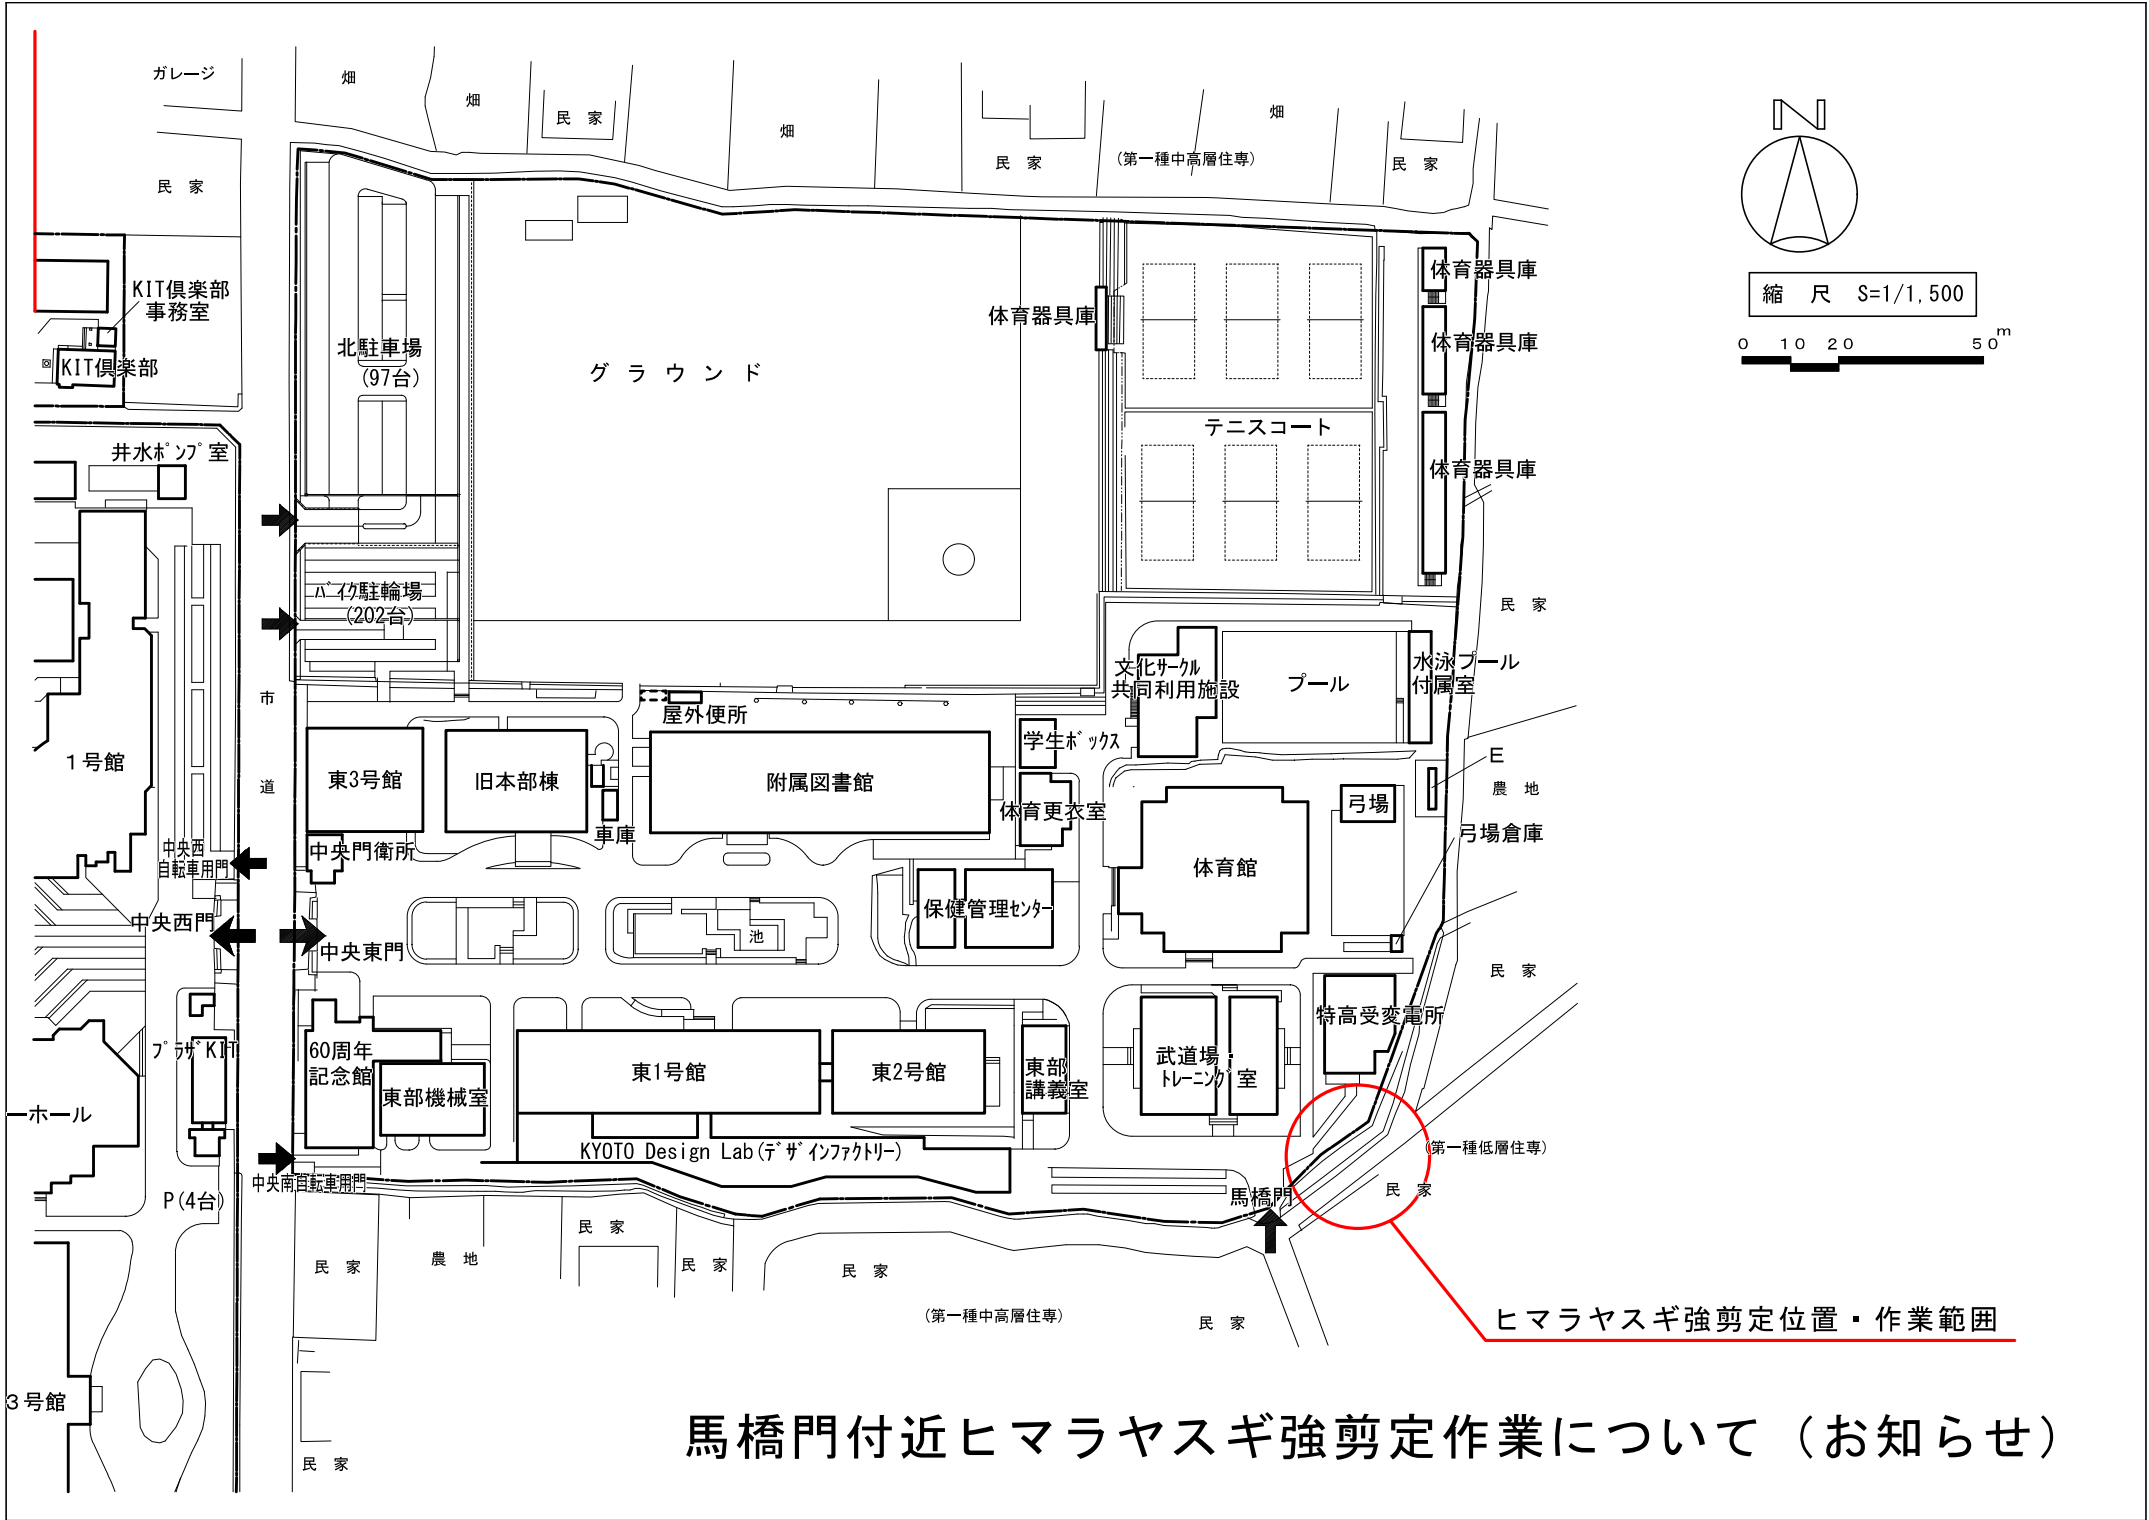 ガレージ
畑
畑
民　家
畑
民　家
(第一種中高層住専)
畑
民　家
N
民　家
縮　尺　S=1/1,500
0　10　20　50m
KIT倶楽部
事務室
KIT倶楽部
北駐車場
(97台)
グ ラ ウ ン ド
体育器具庫
体育器具庫
体育器具庫
テニスコート
体育器具庫
井水ﾎﾟﾝﾌﾟ室
ﾊﾞｲｸ駐輪場
(202台)
民　家
文化ｻｰｸﾙ
共同利用施設
プール
水泳プール
付属室
市
道
屋外便所
1号館
東3号館
旧本部棟
車庫
附属図書館
学生ﾎﾞｯｸｽ
体育更衣室
体育館
弓場
E
農　地
弓場倉庫
中央西
自転車用門
中央門衛所
中央西門
中央東門
池
保健管理ｾﾝﾀｰ
民　家
特高受変電所
ﾌﾟﾗｻﾞKIT
60周年
記念館
東部機械室
東1号館
東2号館
東部
講義室
武道場・
ﾄﾚｰﾆﾝｸﾞ室
ーホール
KYOTO Design Lab(ﾃﾞｻﾞｲﾝﾌｧｸﾄﾘｰ)
(第一種低層住専)
中央南自転車用門
P(4台)
馬橋門
民　家
民　家
農　地
民　家
民　家
民　家
(第一種中高層住専)
民　家
ヒマラヤスギ強剪定位置・作業範囲
3号館
民　家
馬橋門付近ヒマラヤスギ強剪定作業について（お知らせ）